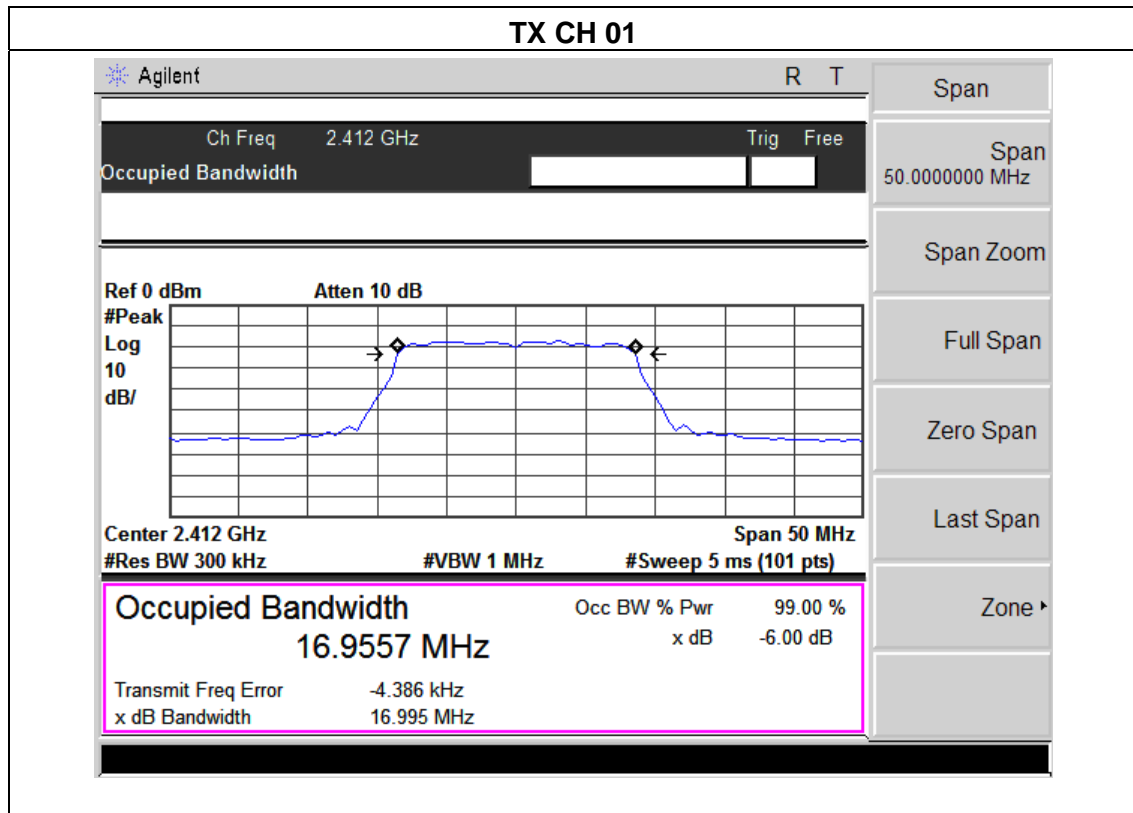 TX CH 01
Agilent R T
Ch Freq 2.412 GHz Trig Free
Occupied Bandwidth
Ref 0 dBm Atten 10 dB
#Peak
Log
10
dB/
Center 2.412 GHz Span 50 MHz
#Res BW 300 kHz #VBW 1 MHz #Sweep 5 ms (101 pts)
Occupied Bandwidth Occ BW % Pwr 99.00 %
16.9557 MHz x dB -6.00 dB
Transmit Freq Error -4.386 kHz
x dB Bandwidth 16.995 MHz
Span
Span
50.0000000 MHz
Span Zoom
Full Span
Zero Span
Last Span
Zone